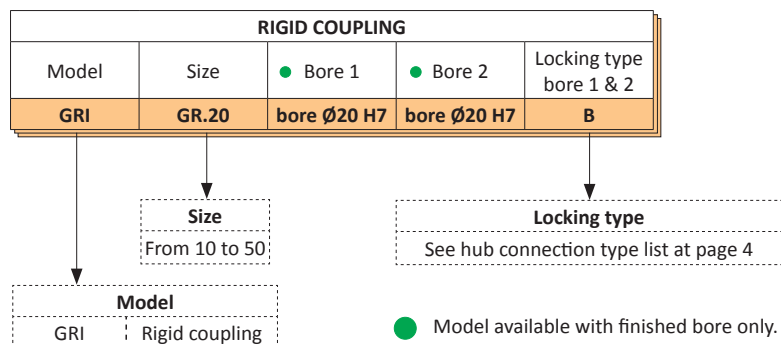 RIGID COUPLING
Model Size Bore 1 Bore 2 Locking type
bore 1 & 2
GRI GR.20 bore Ø20 H7 bore Ø20 H7 B
Size
From 10 to 50
Locking type
See hub connection type list at page 4
Model
GRI Rigid coupling
Model available with finished bore only.